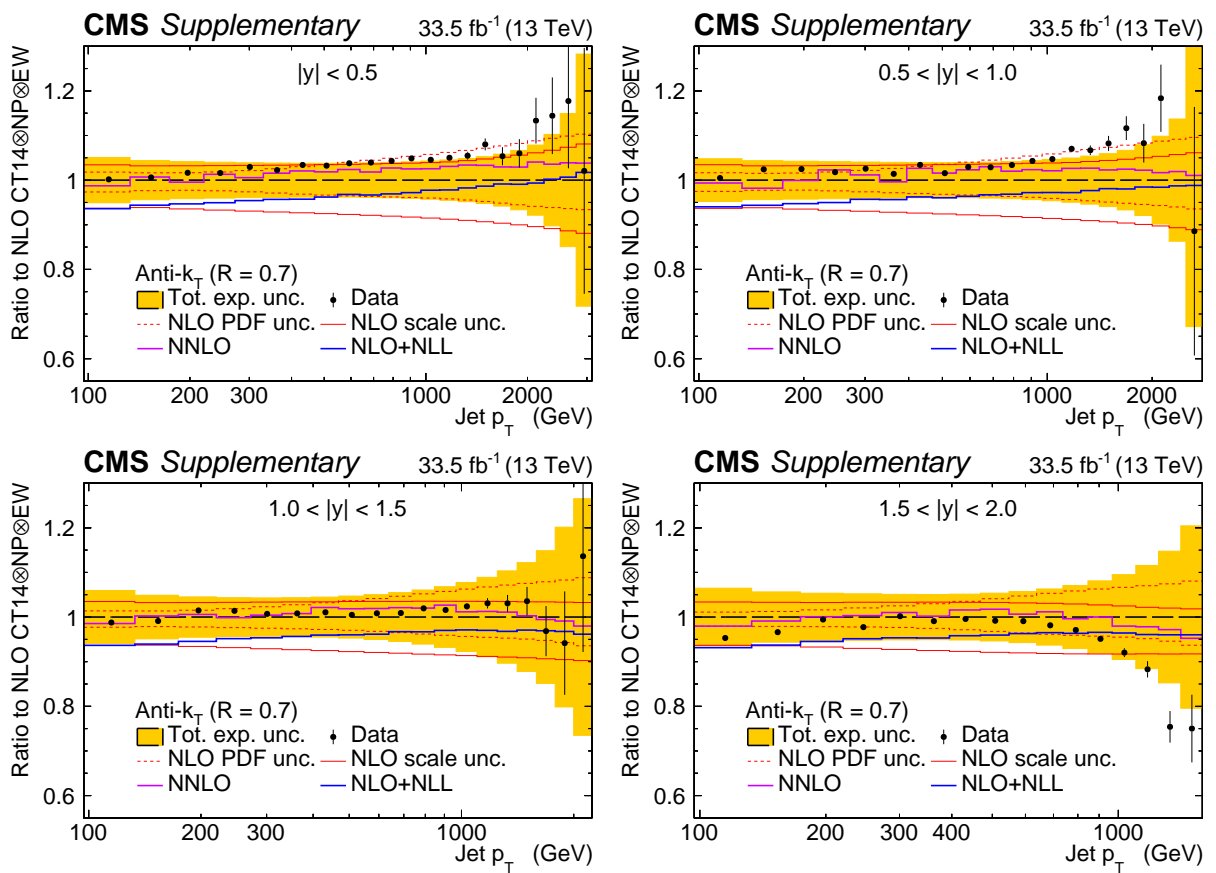 CMS Supplementary 33.5 fb⁻¹ (13 TeV)
Ratio to NLO CT14⊗NP⊗EW
|y| < 0.5
1.2
1
0.8
0.6
Anti-k_T (R = 0.7)
Tot. exp. unc. Data
NLO PDF unc. NLO scale unc.
NNLO NLO+NLL
100 200 300 1000 2000
Jet p_T (GeV)
CMS Supplementary 33.5 fb⁻¹ (13 TeV)
Ratio to NLO CT14⊗NP⊗EW
0.5 < |y| < 1.0
1.2
1
0.8
0.6
Anti-k_T (R = 0.7)
Tot. exp. unc. Data
NLO PDF unc. NLO scale unc.
NNLO NLO+NLL
100 200 300 1000 2000
Jet p_T (GeV)
CMS Supplementary 33.5 fb⁻¹ (13 TeV)
Ratio to NLO CT14⊗NP⊗EW
1.0 < |y| < 1.5
1.2
1
0.8
0.6
Anti-k_T (R = 0.7)
Tot. exp. unc. Data
NLO PDF unc. NLO scale unc.
NNLO NLO+NLL
100 200 300 1000
Jet p_T (GeV)
CMS Supplementary 33.5 fb⁻¹ (13 TeV)
Ratio to NLO CT14⊗NP⊗EW
1.5 < |y| < 2.0
1.2
1
0.8
0.6
Anti-k_T (R = 0.7)
Tot. exp. unc. Data
NLO PDF unc. NLO scale unc.
NNLO NLO+NLL
100 200 300 400 1000
Jet p_T (GeV)